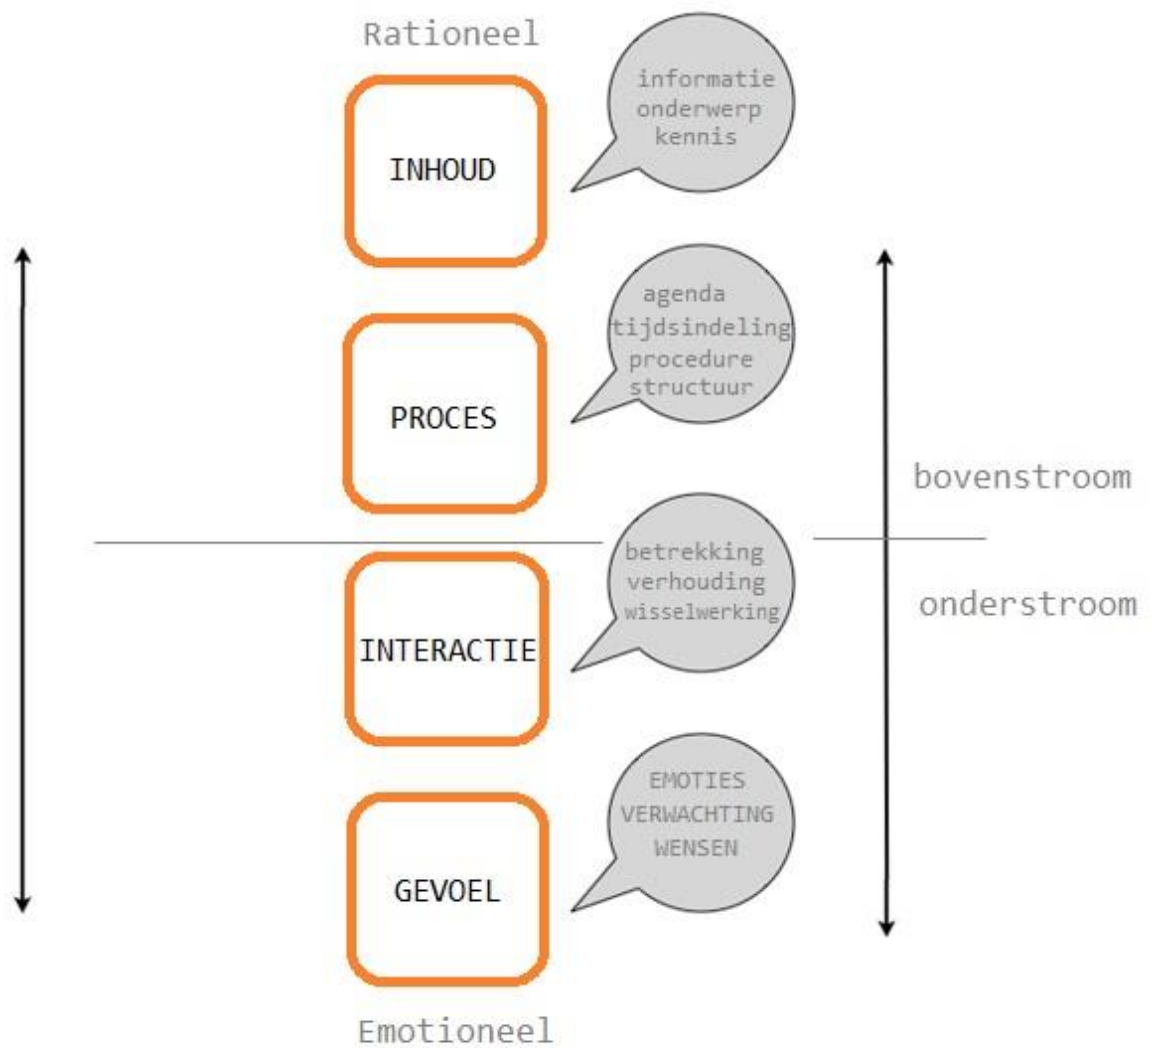 Rationeel
informatie
onderwerp
kennis
INHOUD
agenda
tijdsindeling
procedure
structuur
PROCES
bovenstroom
betrekking
verhouding
wisselwerking
onderstroom
INTERACTIE
EMOTIES
VERWACHTING
WENSEN
GEVOEL
Emotioneel